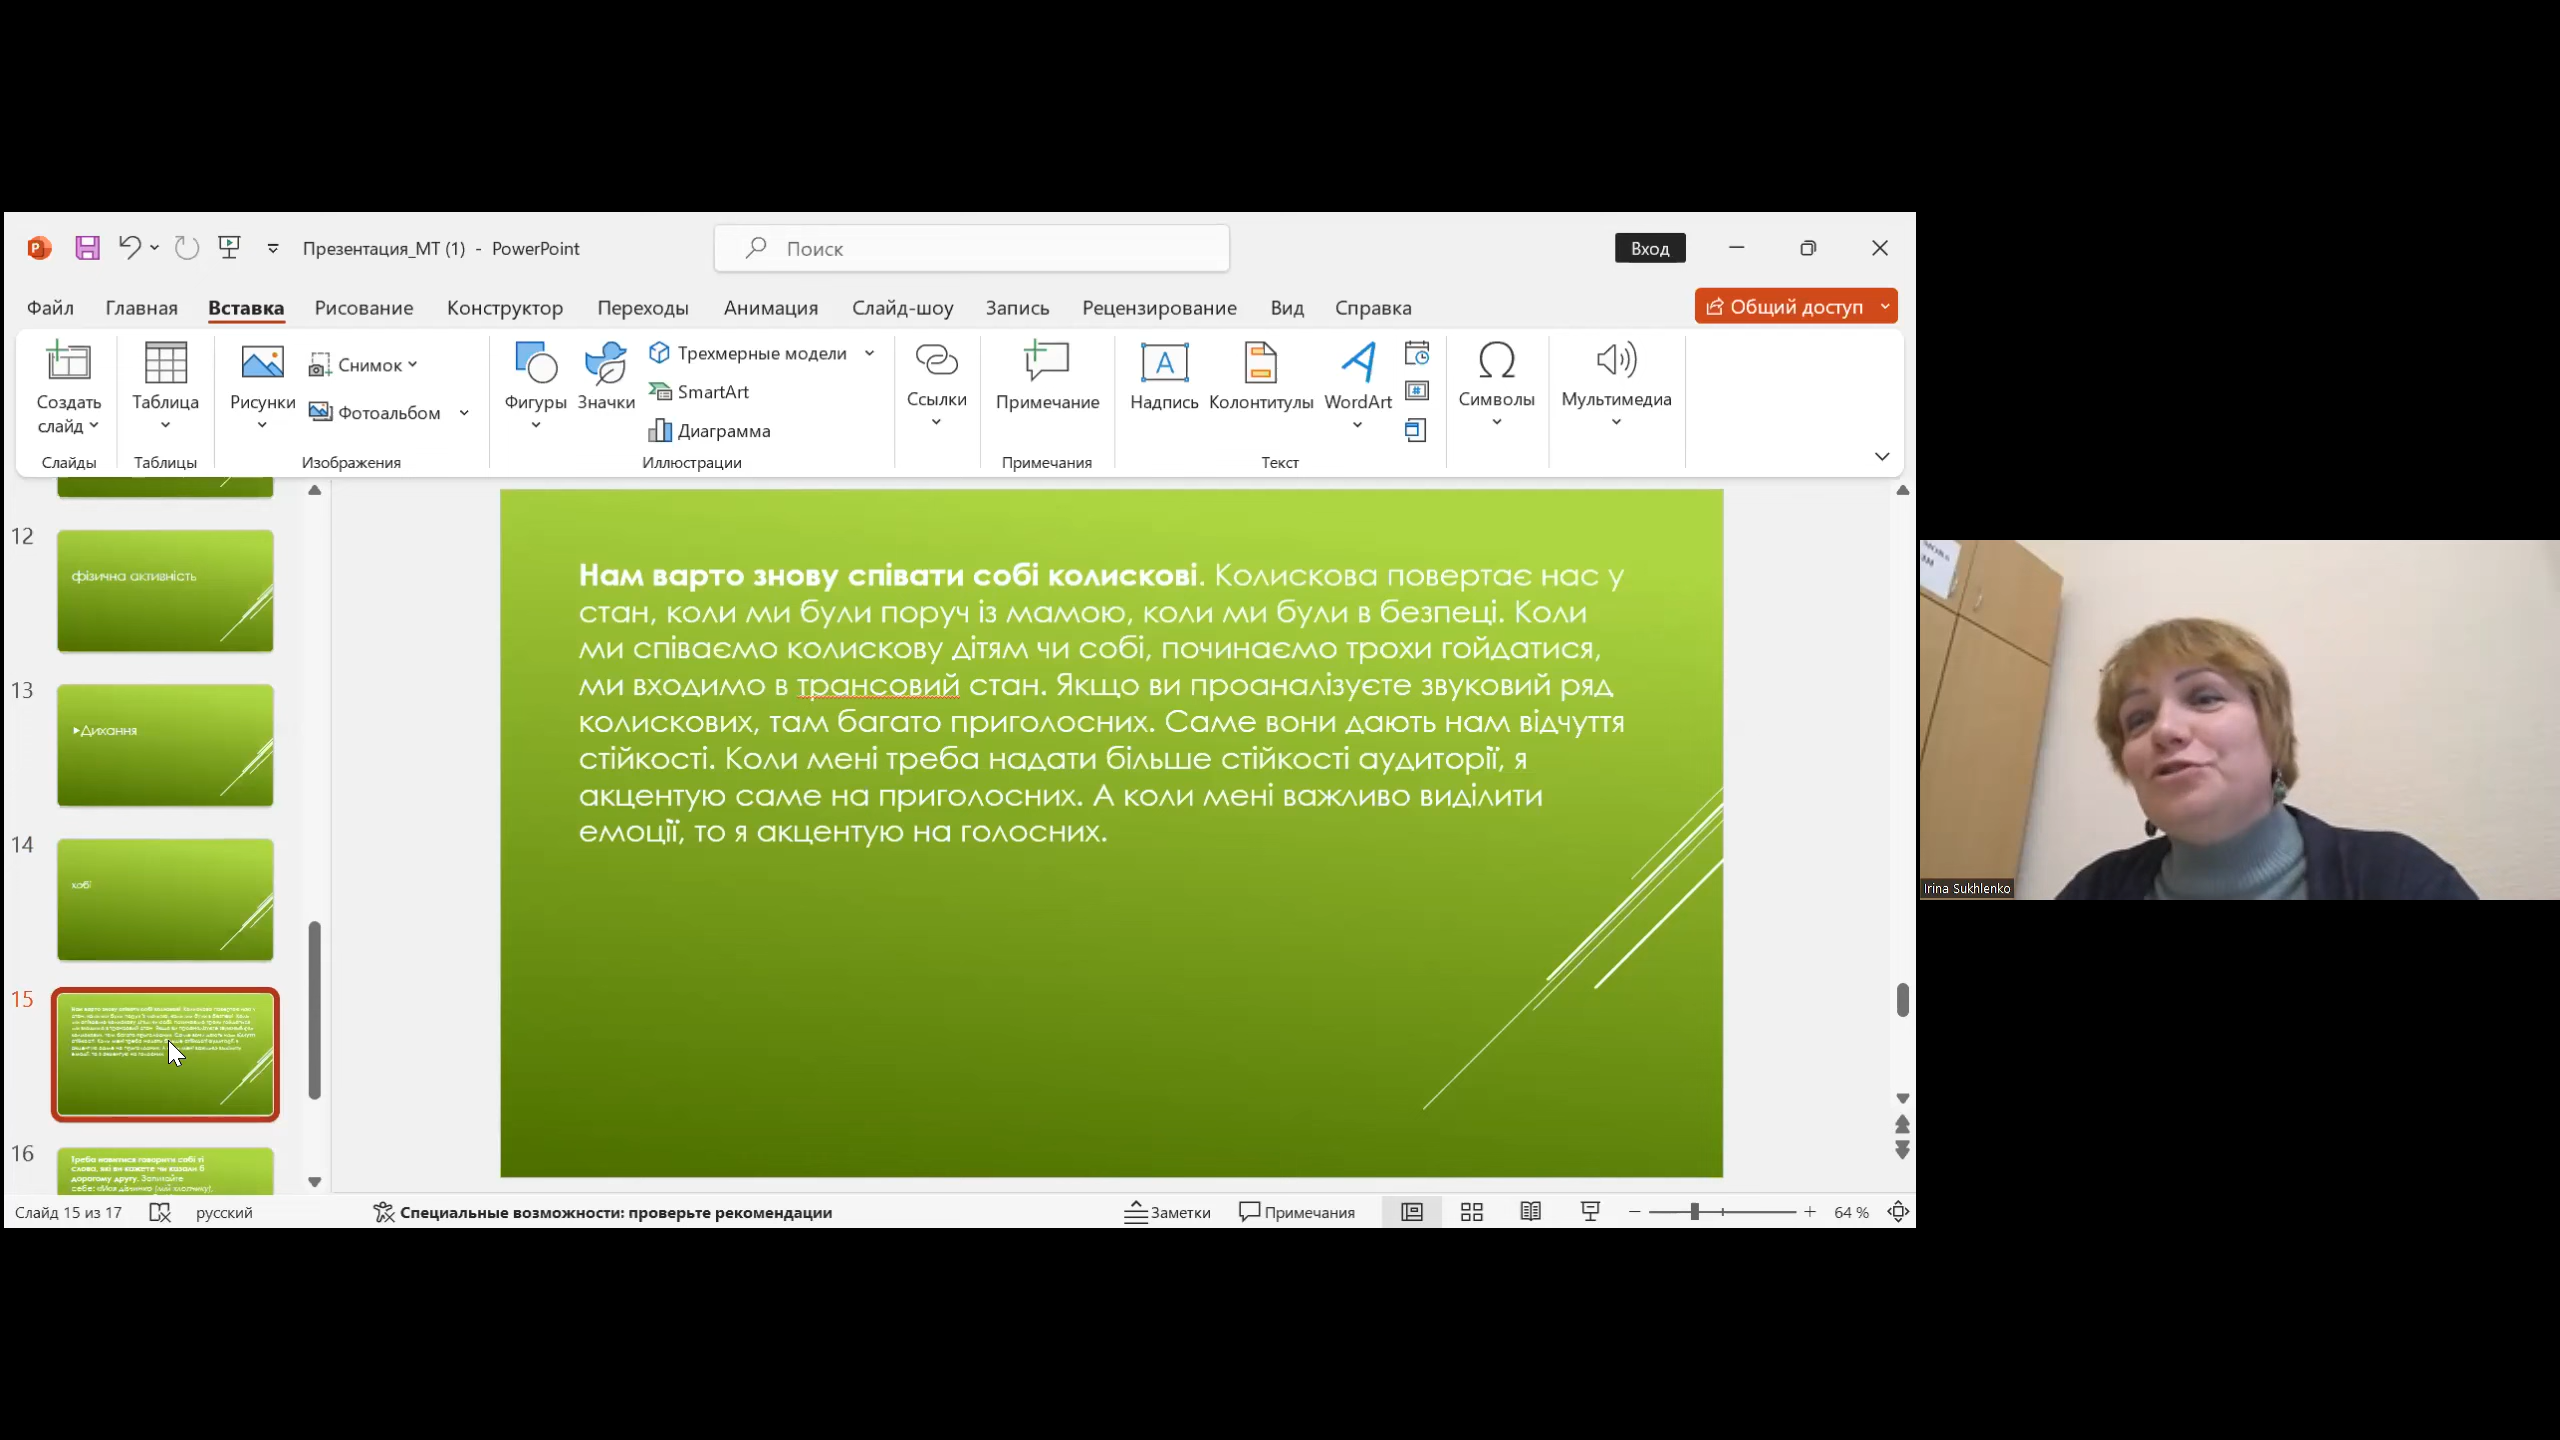 Презентация_МТ (1) - PowerPoint
Поиск
Вход
Файл Главная Вставка Рисование Конструктор Переходы Анимация Слайд-шоу Запись Рецензирование Вид Справка
Общий доступ
Создать слайд
Таблица
Рисунки
Снимок
Фотоальбом
Фигуры
Значки
Трехмерные модели
SmartArt
Диаграмма
Ссылки
Примечание
Надпись
Колонтитулы
WordArt
Символы
Мультимедиа
Слайды
Таблицы
Изображения
Иллюстрации
Примечания
Текст
12
фізична активність
13
Дихання
14
хобі
15
16
Треба навчитися говорити собі ті
слова, які ви кажете чи казали б
дорогому другу.
Нам варто знову співати собі колискові. Колискова повертає нас у
стан, коли ми були поруч із мамою, коли ми були в безпеці. Коли
ми співаємо колискову дітям чи собі, починаємо трохи гойдатися,
ми входимо в трансовий стан. Якщо ви проаналізуєте звуковий ряд
колискових, там багато приголосних. Саме вони дають нам відчуття
стійкості. Коли мені треба надати більше стійкості аудиторії, я
акцентую саме на приголосних. А коли мені важливо виділити
емоції, то я акцентую на голосних.
Irina Sukhlenko
Слайд 15 из 17
русский
Специальные возможности: проверьте рекомендации
Заметки
Примечания
64 %